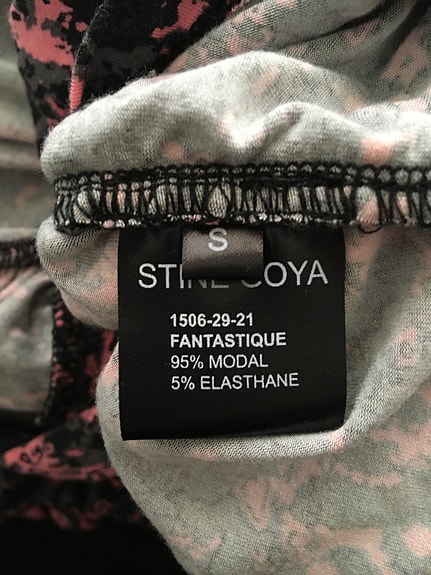 S
STINE GOYA
1506-29-21
FANTASTIQUE
95% MODAL
5% ELASTHANE